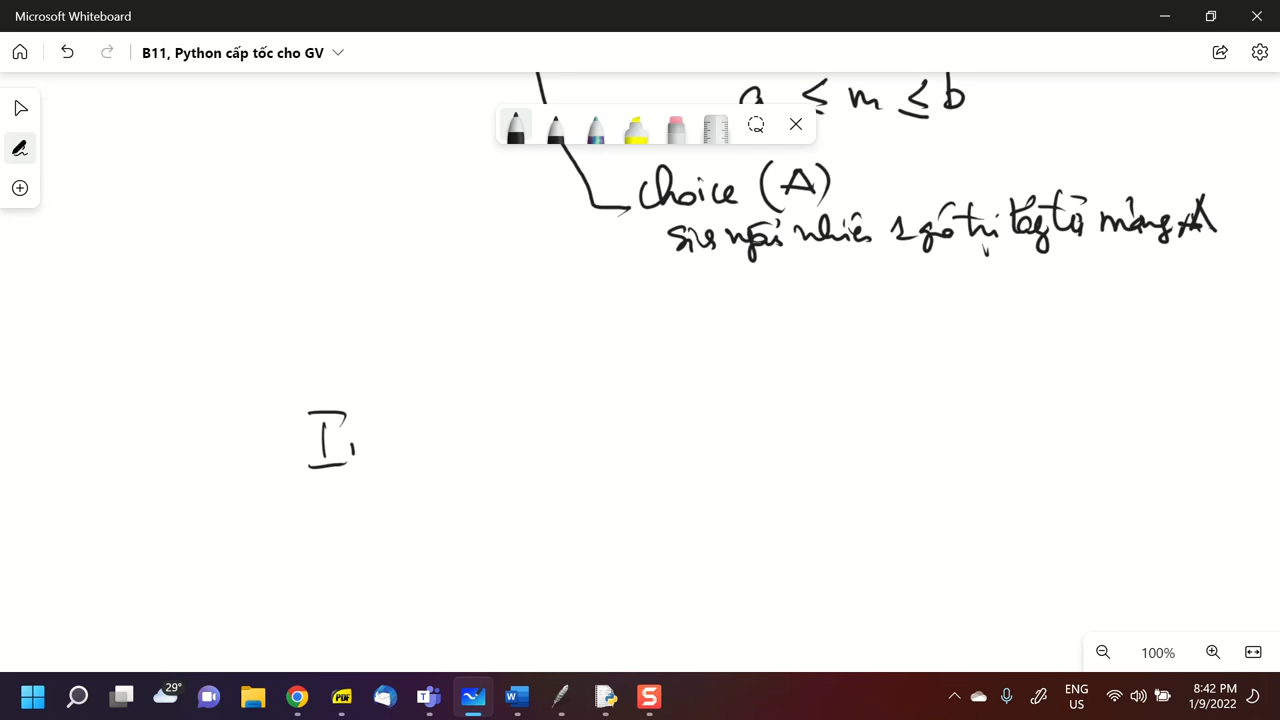 Microsoft Whiteboard
B11, Python cấp tốc cho GV
a ≤ m ≤ b
choice (A)
sinh ngẫu nhiên 1 giá trị từ mảng A
I.
100%
29°
PDF
ENG
US
8:42 PM
1/9/2022